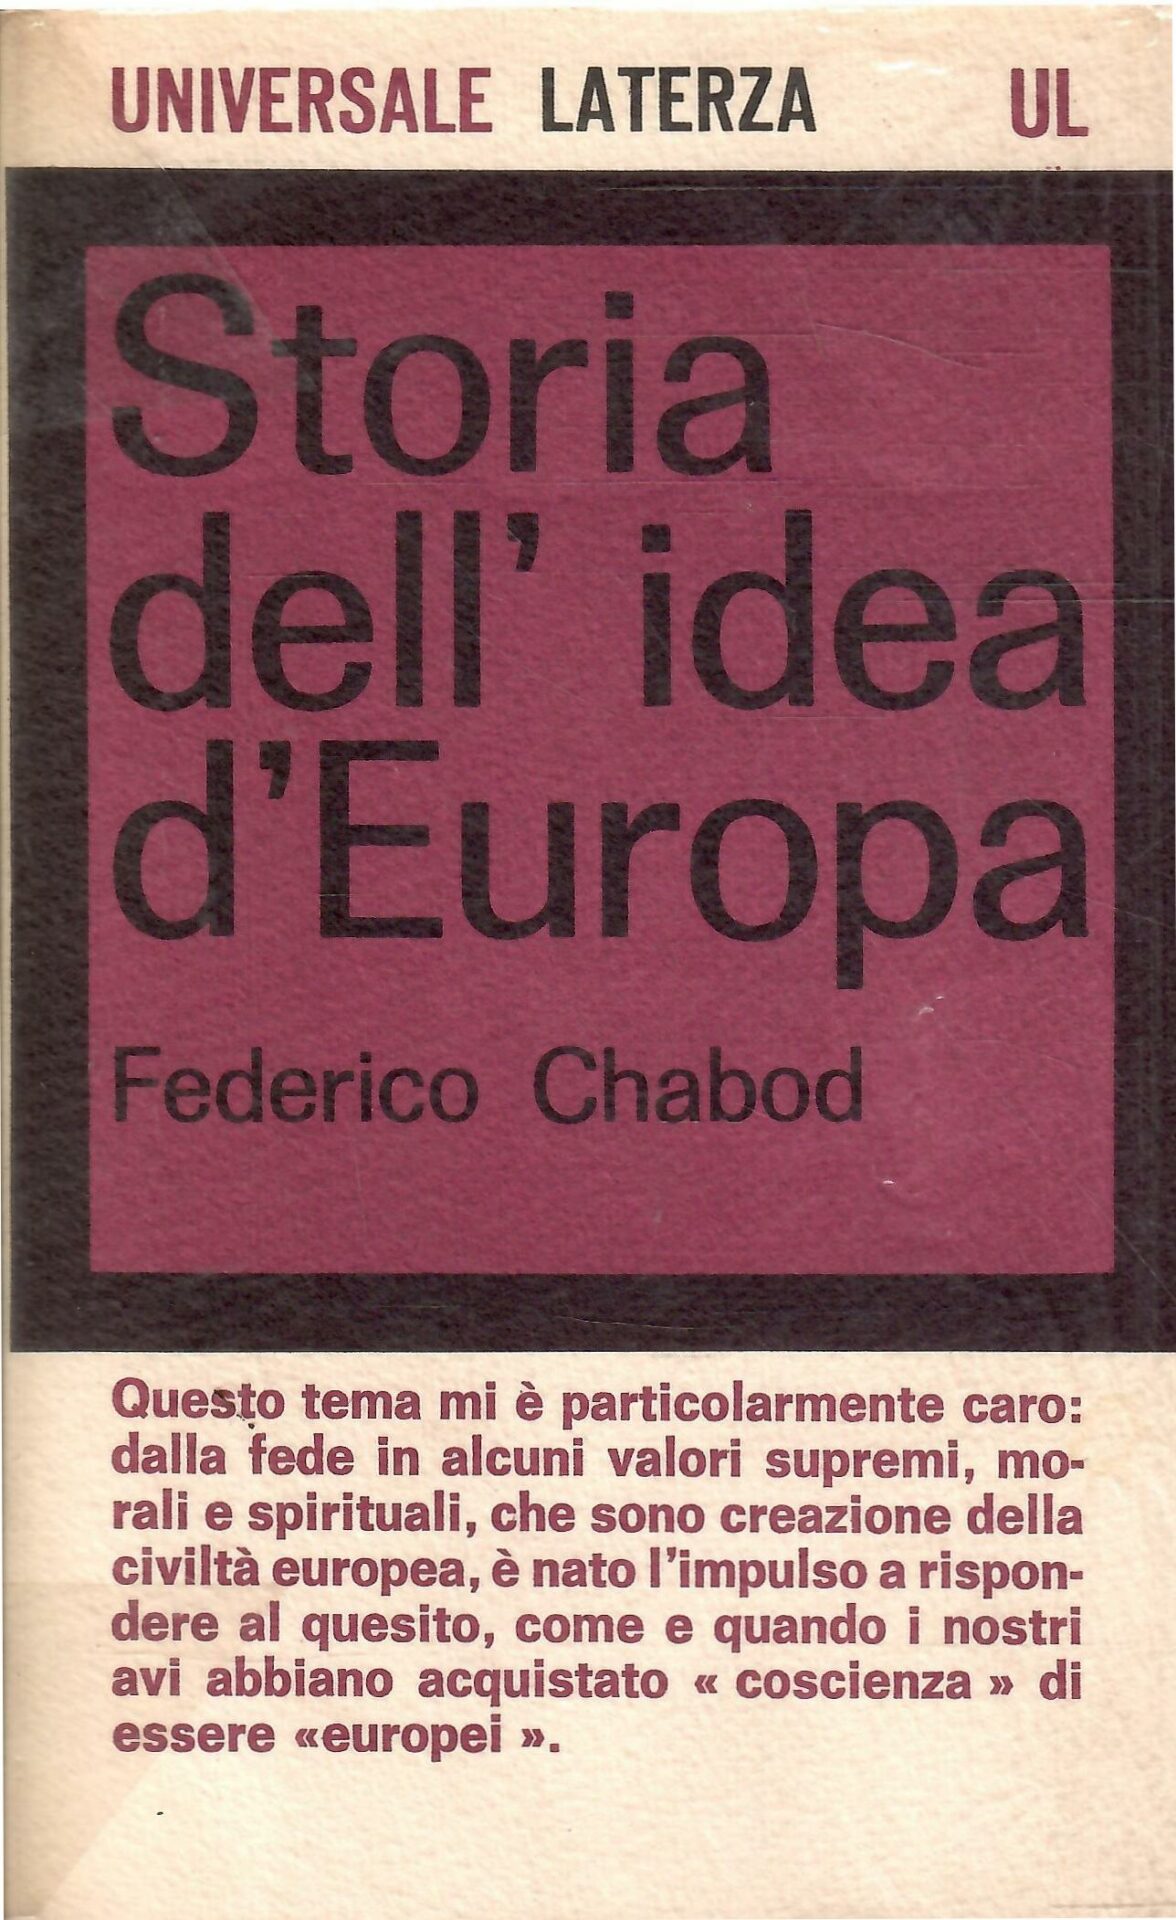 UNIVERSALE LATERZA UL
Storia
dell' idea
d'Europa
Federico Chabod
Questo tema mi è particolarmente caro:
dalla fede in alcuni valori supremi, mo-
rali e spirituali, che sono creazione della
civiltà europea, è nato l'impulso a rispon-
dere al quesito, come e quando i nostri
avi abbiano acquistato « coscienza » di
essere «europei ».